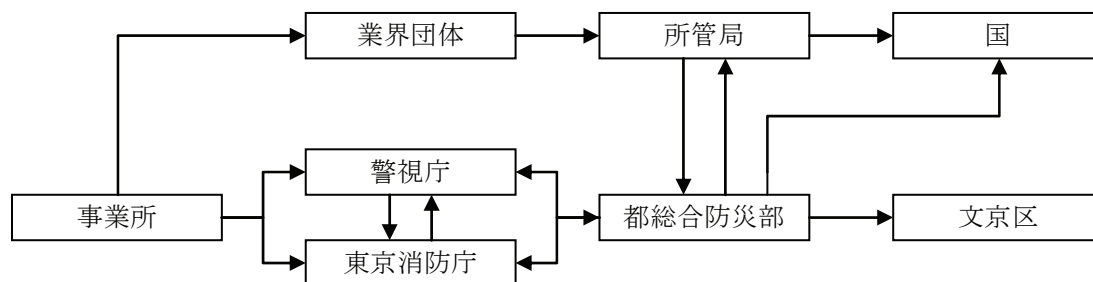 業界団体
所管局
国
警視庁
事業所
都総合防災部
文京区
東京消防庁